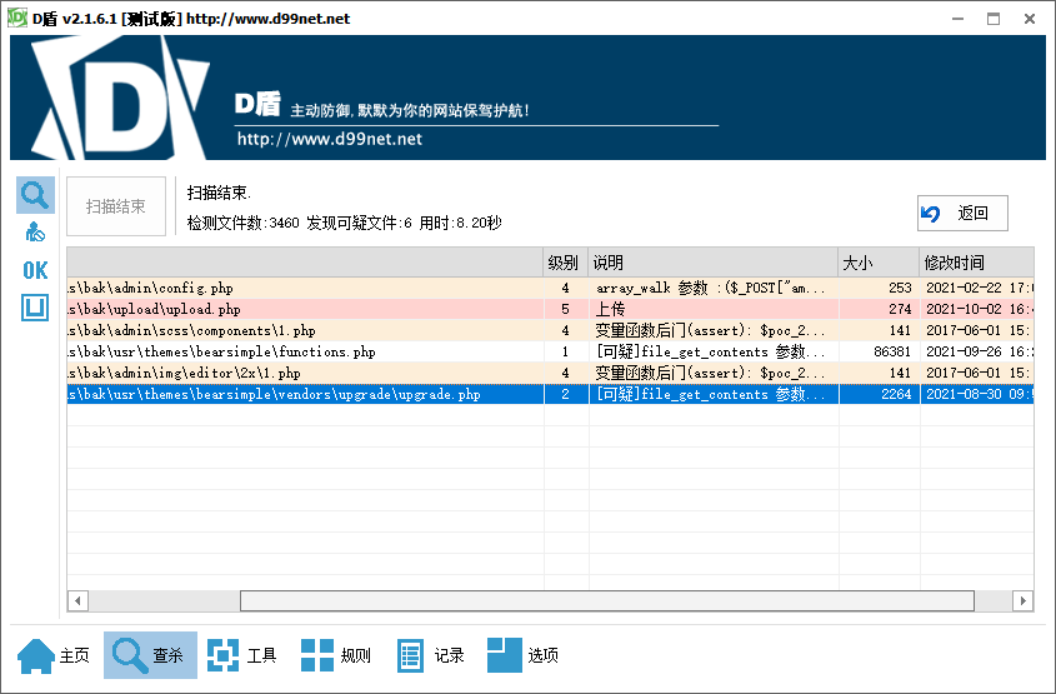 D盾 v2.1.6.1 [测试版] http://www.d99net.net
D盾 主动防御,默默为你的网站保驾护航!
http://www.d99net.net
扫描结束
扫描结束.
检测文件数:3460 发现可疑文件:6 用时:8.20秒
返回
级别 说明 大小 修改时间
s\bak\admin\config.php 4 array_walk 参数 :($_POST["am... 253 2021-02-22 17:
s\bak\upload\upload.php 5 上传 274 2021-10-02 16:
s\bak\admin\scss\components\1.php 4 变量函数后门(assert): $poc_2... 141 2017-06-01 15:
s\bak\usr\themes\bearsimple\functions.php 1 [可疑]file_get_contents 参数... 86381 2021-09-26 16:
s\bak\admin\img\editor\2x\1.php 4 变量函数后门(assert): $poc_2... 141 2017-06-01 15:
s\bak\usr\themes\bearsimple\vendors\upgrade\upgrade.php 2 [可疑]file_get_contents 参数... 2264 2021-08-30 09:
OK
主页 查杀 工具 规则 记录 选项